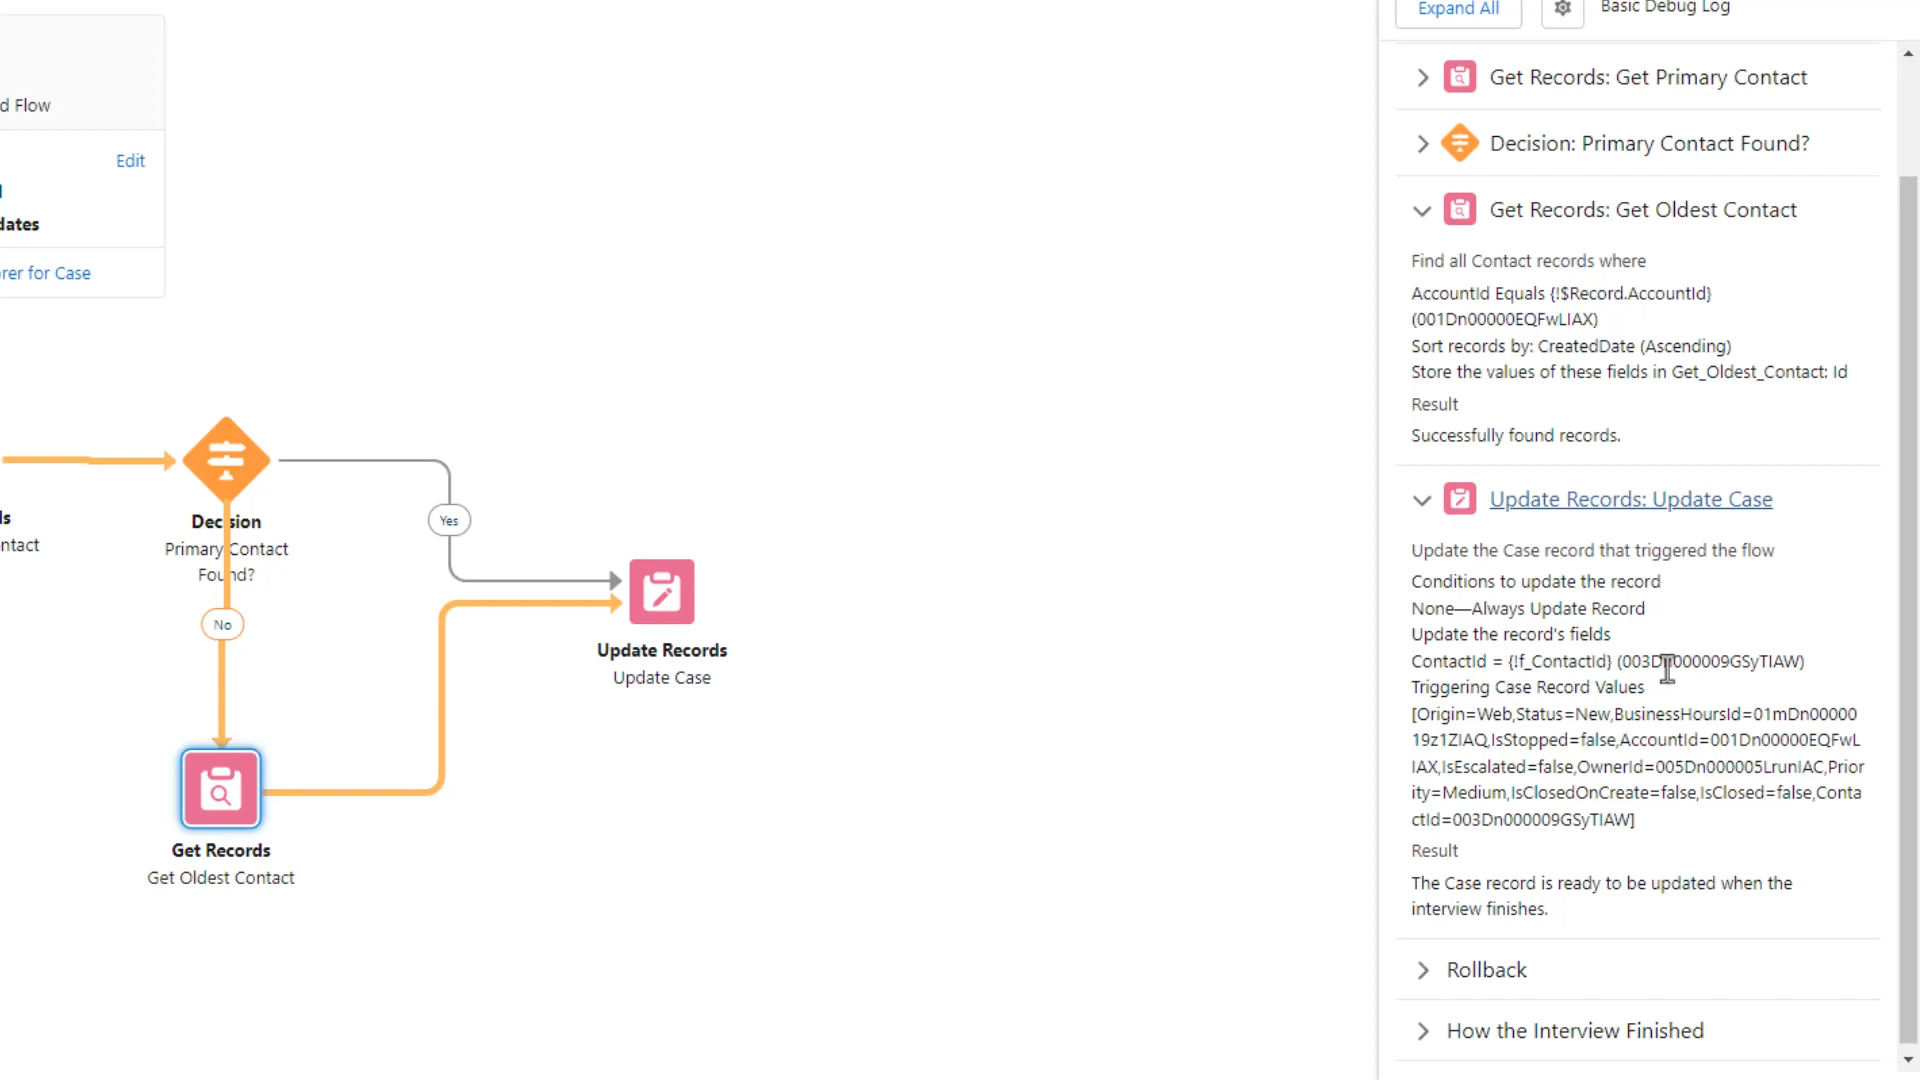 d Flow
Edit
dates
orer for Case
ls
ntact
Decision
Primary Contact
Found?
Yes
No
Update Records
Update Case
Get Records
Get Oldest Contact
Expand All
Basic Debug Log
Get Records: Get Primary Contact
Decision: Primary Contact Found?
Get Records: Get Oldest Contact
Find all Contact records where
AccountId Equals {!$Record.AccountId}
(001Dn00000EQFwLIAX)
Sort records by: CreatedDate (Ascending)
Store the values of these fields in Get_Oldest_Contact: Id
Result
Successfully found records.
Update Records: Update Case
Update the Case record that triggered the flow
Conditions to update the record
None—Always Update Record
Update the record's fields
ContactId = {!f_ContactId} (003Dn000009GSyTIAW)
Triggering Case Record Values
[Origin=Web,Status=New,BusinessHoursId=01mDn00000
19z1ZIAQ,IsStopped=false,AccountId=001Dn00000EQFwL
IAX,IsEscalated=false,OwnerId=005Dn000005LrunIAC,Prior
ity=Medium,IsClosedOnCreate=false,IsClosed=false,Conta
ctId=003Dn000009GSyTIAW]
Result
The Case record is ready to be updated when the
interview finishes.
Rollback
How the Interview Finished